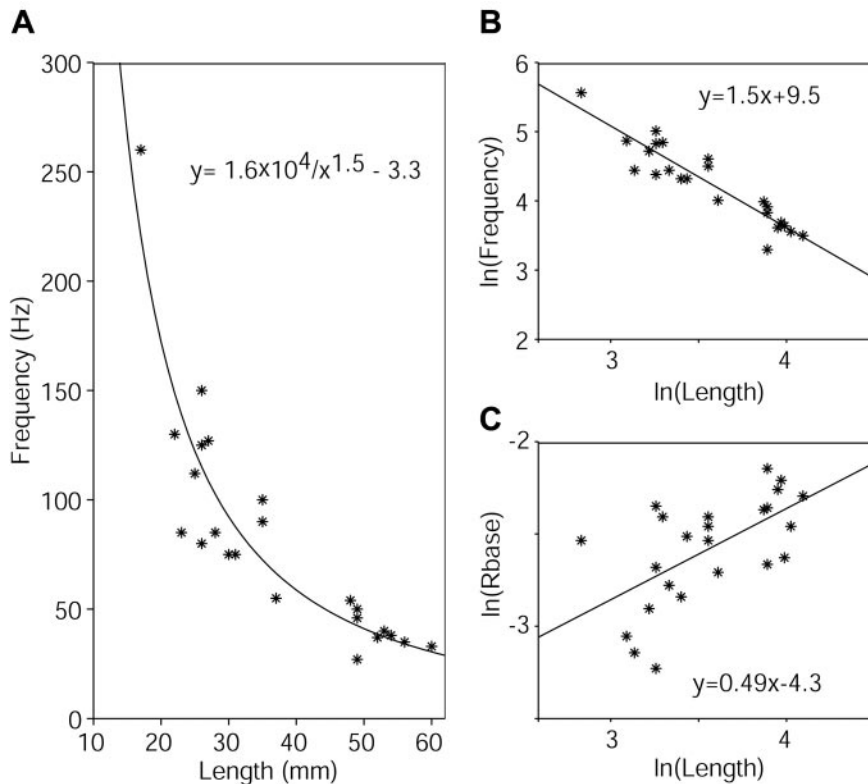 A
300
250
200
150
100
50
0
Frequency (Hz)
y= 1.6x10^4/x^1.5 - 3.3
10 20 30 40 50 60
Length (mm)
B
6
5
4
3
2
ln(Frequency)
y=1.5x+9.5
3 4
ln(Length)
C
-2
-3
ln(Rbase)
y=0.49x-4.3
3 4
ln(Length)